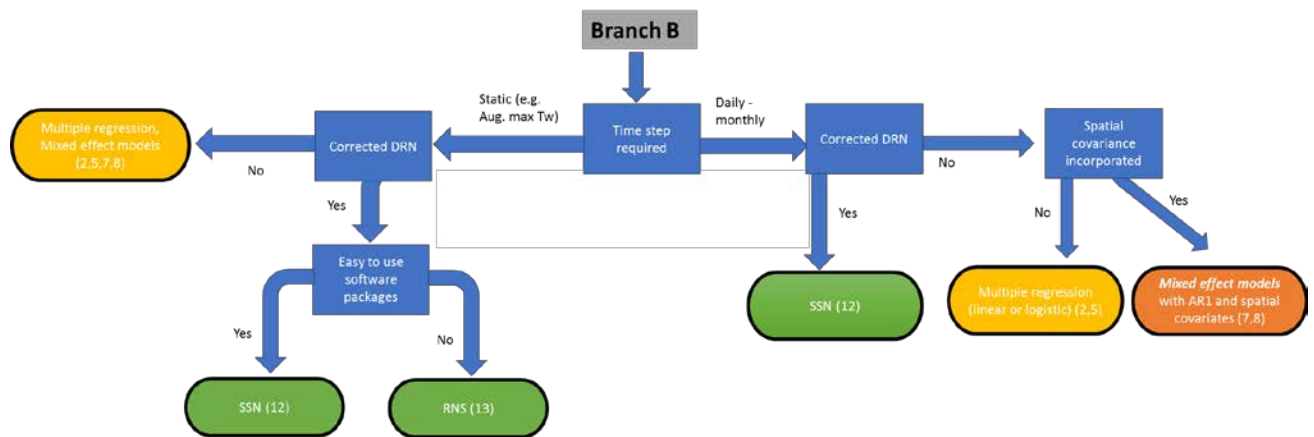 Branch B
Static (e.g.
Aug. max Tw)
Time step
required
Daily -
monthly
Multiple regression,
Mixed effect models
(2,5,7,8)
No
Corrected DRN
Corrected DRN
No
Spatial
covariance
incorporated
Yes
Yes
No
Yes
Easy to use
software
packages
SSN (12)
Multiple regression
(linear or logistic) (2,5)
Mixed effect models
with AR1 and spatial
covariates (7,8)
Yes
No
SSN (12)
RNS (13)